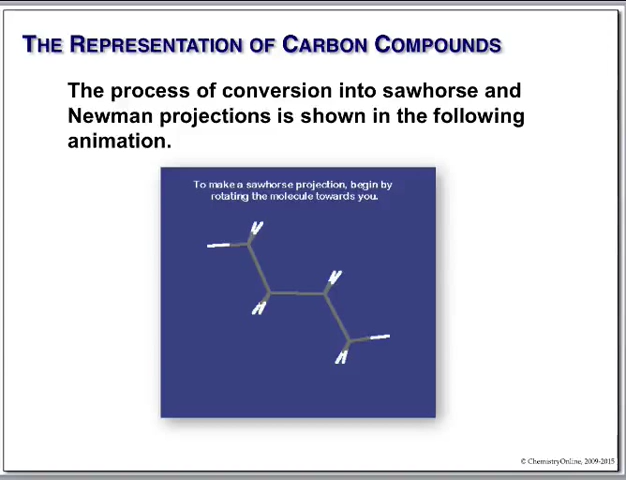 THE REPRESENTATION OF CARBON COMPOUNDS
The process of conversion into sawhorse and
Newman projections is shown in the following
animation.
To make a sawhorse projection, begin by
rotating the molecule towards you.
© ChemistryOnline, 2009-2015